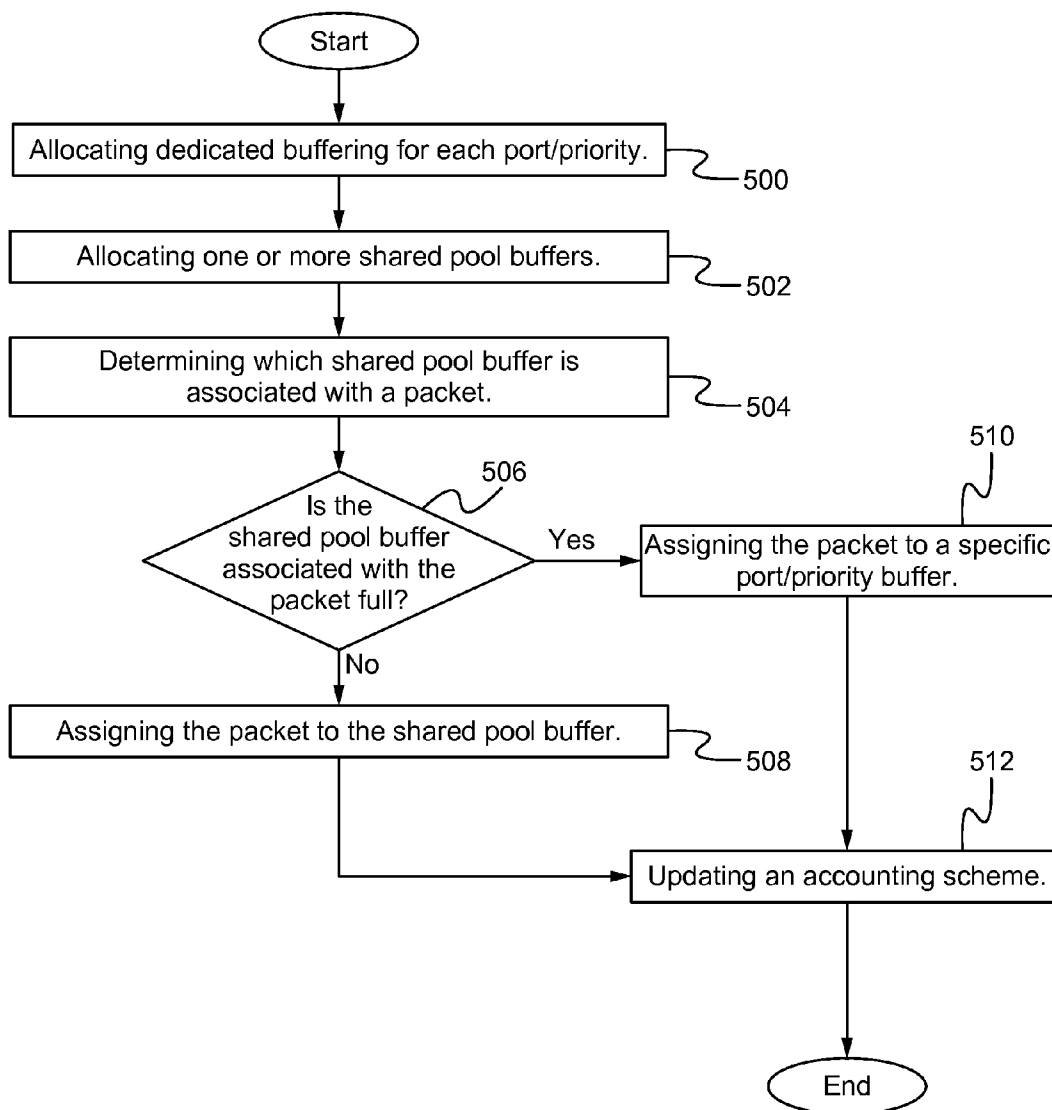 Start
Allocating dedicated buffering for each port/priority.
500
Allocating one or more shared pool buffers.
502
Determining which shared pool buffer is
associated with a packet.
504
506
Is the
shared pool buffer
associated with the
packet full?
Yes
510
Assigning the packet to a specific
port/priority buffer.
No
Assigning the packet to the shared pool buffer.
508
512
Updating an accounting scheme.
End